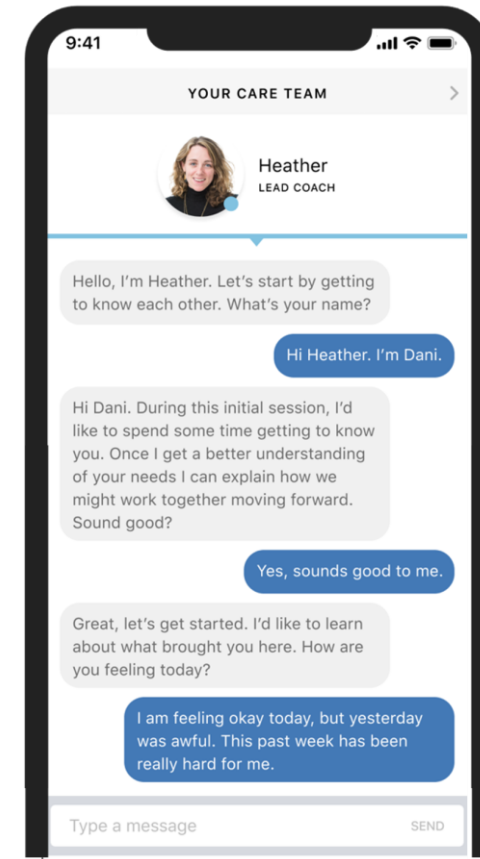 9:41
YOUR CARE TEAM
Heather
LEAD COACH
Hello, I'm Heather. Let's start by getting
to know each other. What's your name?
Hi Heather. I'm Dani.
Hi Dani. During this initial session, I'd
like to spend some time getting to know
you. Once I get a better understanding
of your needs I can explain how we
might work together moving forward.
Sound good?
Yes, sounds good to me.
Great, let's get started. I'd like to learn
about what brought you here. How are
you feeling today?
I am feeling okay today, but yesterday
was awful. This past week has been
really hard for me.
Type a message
SEND